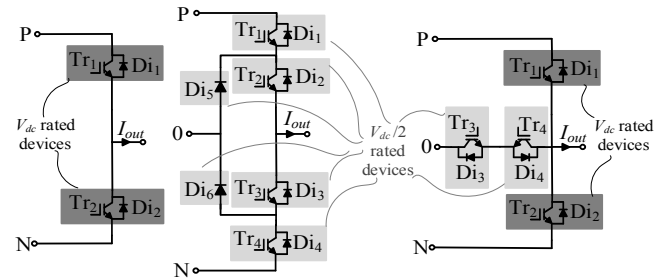 P
Tr1 Di1
Vdc rated
devices
Iout
Tr2 Di2
N
P
Tr1 Di1
Tr2 Di2
Di5
0
Iout
Vdc/2
rated
devices
Di6
Tr3 Di3
Tr4 Di4
N
P
Tr1 Di1
Tr3 Tr4
Iout
Vdc rated
devices
0
Di3 Di4
Tr2 Di2
N